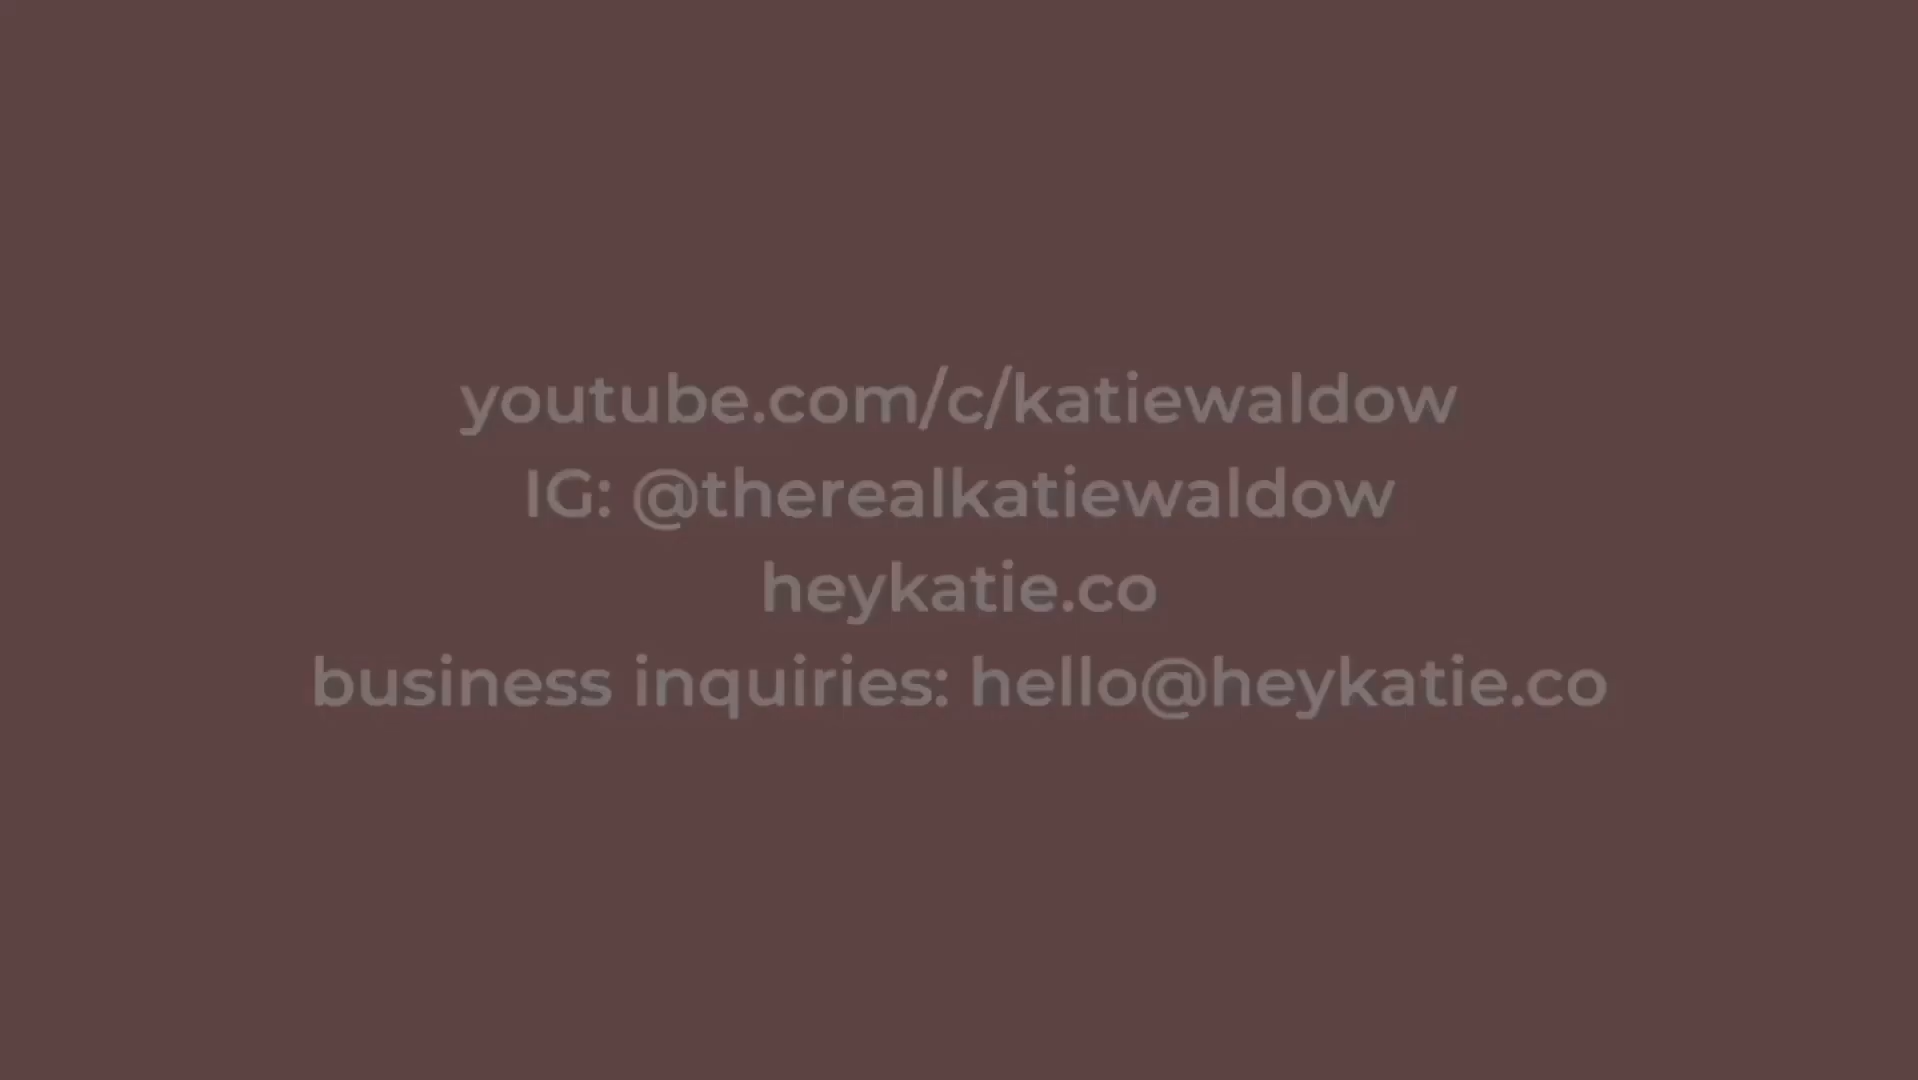 youtube.com/c/katiewaldow
IG: @therealkatiewaldow
heykatie.co
business inquiries: hello@heykatie.co